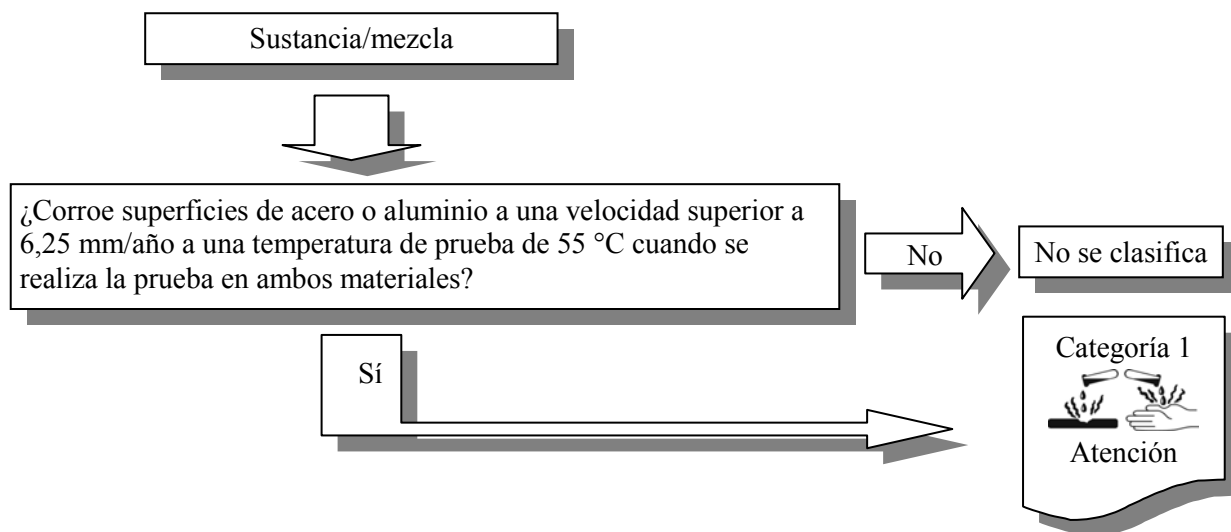 Sustancia/mezcla
¿Corroe superficies de acero o aluminio a una velocidad superior a
6,25 mm/año a una temperatura de prueba de 55 °C cuando se
realiza la prueba en ambos materiales?
No
No se clasifica
Sí
Categoría 1
Atención